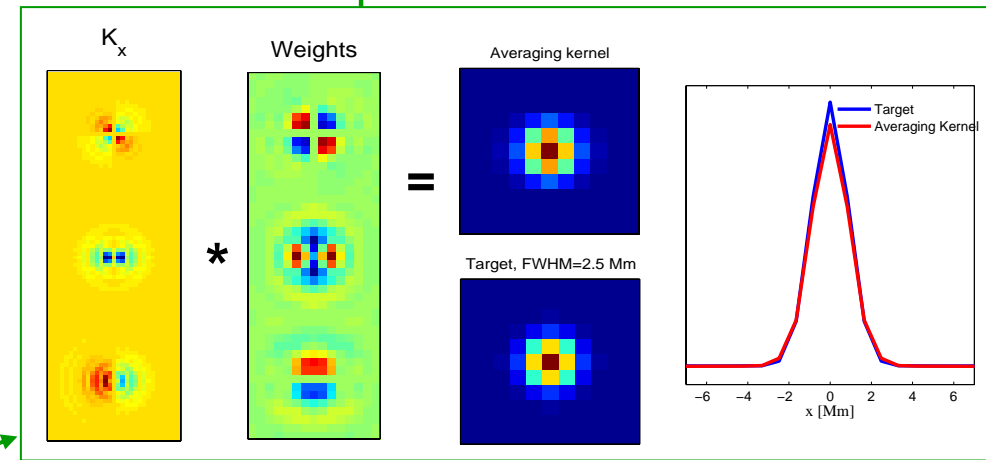 K_x
Weights
*
=
Averaging kernel
Target, FWHM=2.5 Mm
Target
Averaging Kernel
−6 −4 −2 0 2 4 6
x [Mm]